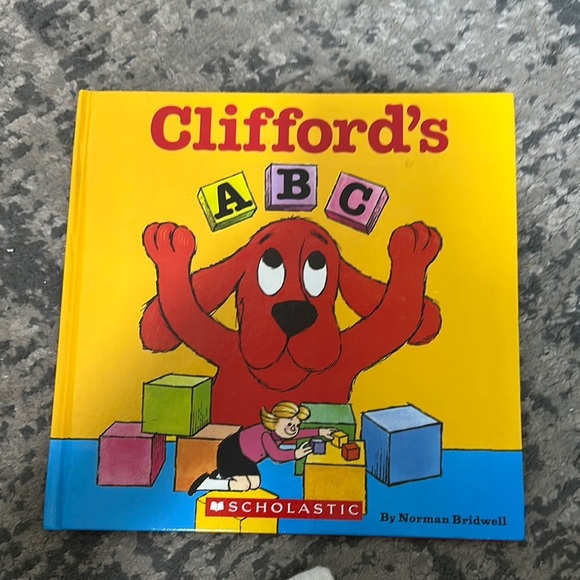 Clifford's
A B C
SCHOLASTIC
By Norman Bridwell